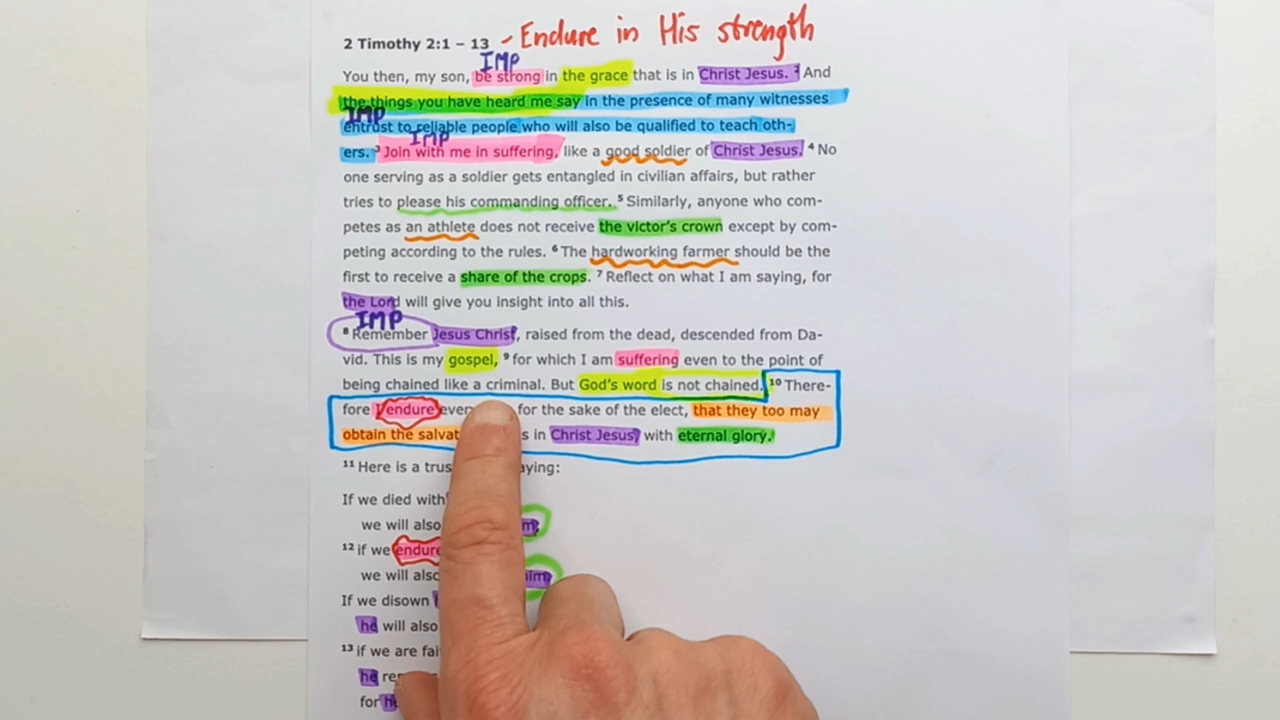 2 Timothy 2:1 – 13 - Endure in His strength
IMP
You then, my son, be strong in the grace that is in Christ Jesus. ² And
the things you have heard me say in the presence of many witnesses
IMP
entrust to reliable people who will also be qualified to teach oth-
IMP
ers. ³ Join with me in suffering, like a good soldier of Christ Jesus. ⁴ No
one serving as a soldier gets entangled in civilian affairs, but rather
tries to please his commanding officer. ⁵ Similarly, anyone who com-
petes as an athlete does not receive the victor's crown except by com-
peting according to the rules. ⁶ The hardworking farmer should be the
first to receive a share of the crops. ⁷ Reflect on what I am saying, for
the Lord will give you insight into all this.
IMP
⁸ Remember Jesus Christ, raised from the dead, descended from Da-
vid. This is my gospel, ⁹ for which I am suffering even to the point of
being chained like a criminal. But God's word is not chained. ¹⁰ There-
fore I endure for the sake of the elect, that they too may
obtain the in Christ Jesus, with eternal glory.
¹¹ Here is a
If we died with
we will also
¹² if we endure
we will
If we disown
he will also
¹³ if we are
he
for